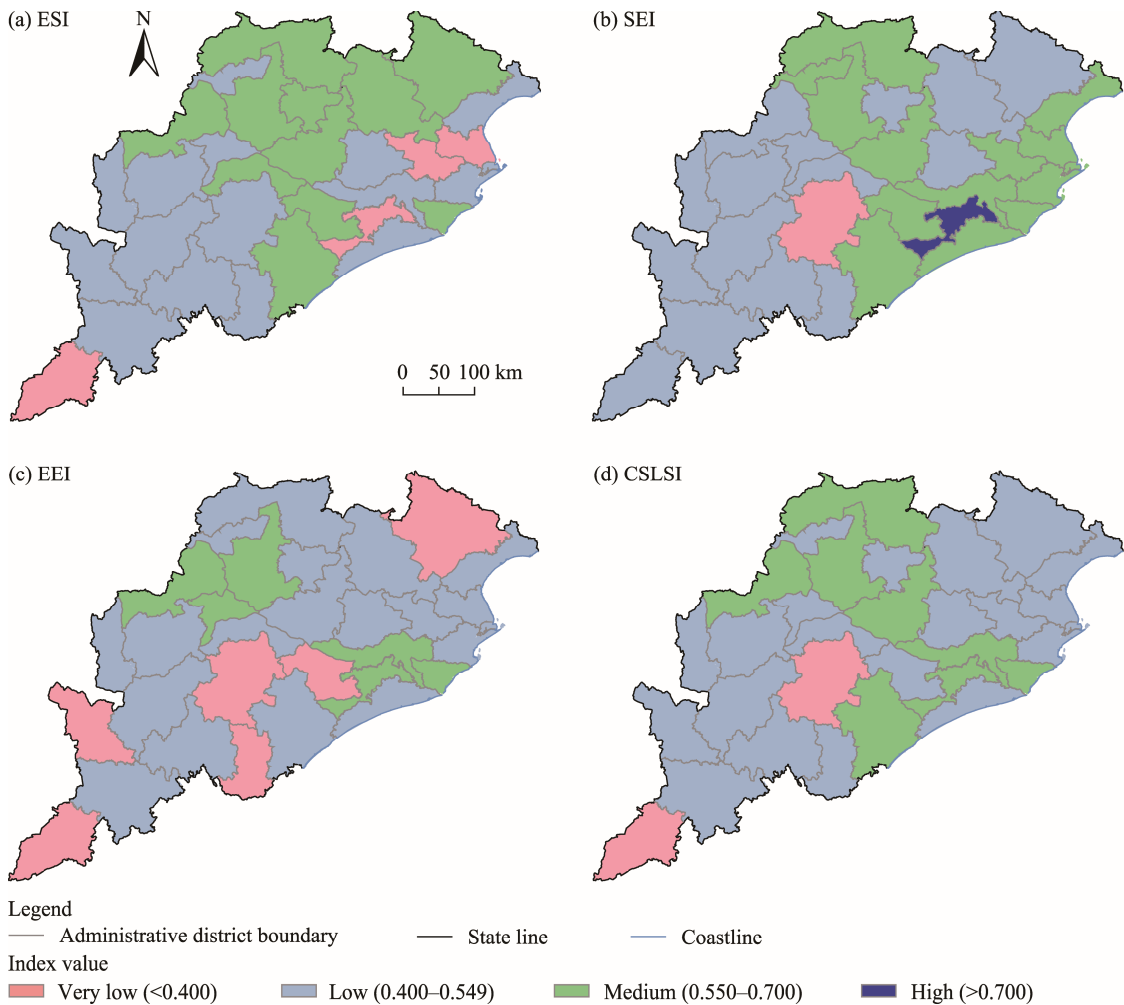 (a) ESI
N
(b) SEI
0 50 100 km
(c) EEI
(d) CSLSI
Legend
Administrative district boundary
State line
Coastline
Index value
Very low (<0.400)
Low (0.400–0.549)
Medium (0.550–0.700)
High (>0.700)